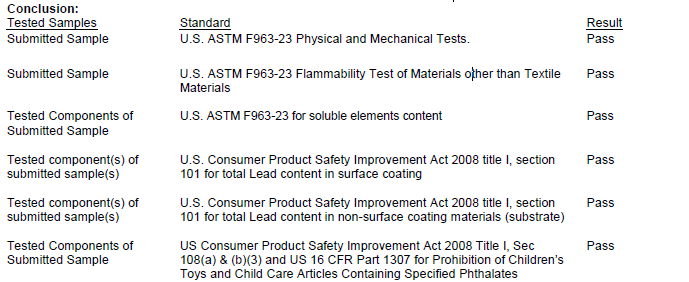 Conclusion:
Tested Samples Standard Result
Submitted Sample U.S. ASTM F963-23 Physical and Mechanical Tests. Pass
Submitted Sample U.S. ASTM F963-23 Flammability Test of Materials other than Textile Pass
Materials
Tested Components of U.S. ASTM F963-23 for soluble elements content Pass
Submitted Sample
Tested component(s) of U.S. Consumer Product Safety Improvement Act 2008 title I, section Pass
submitted sample(s) 101 for total Lead content in surface coating
Tested component(s) of U.S. Consumer Product Safety Improvement Act 2008 title I, section Pass
submitted sample(s) 101 for total Lead content in non-surface coating materials (substrate)
Tested Components of US Consumer Product Safety Improvement Act 2008 Title I, Sec Pass
Submitted Sample 108(a) & (b)(3) and US 16 CFR Part 1307 for Prohibition of Children's
Toys and Child Care Articles Containing Specified Phthalates